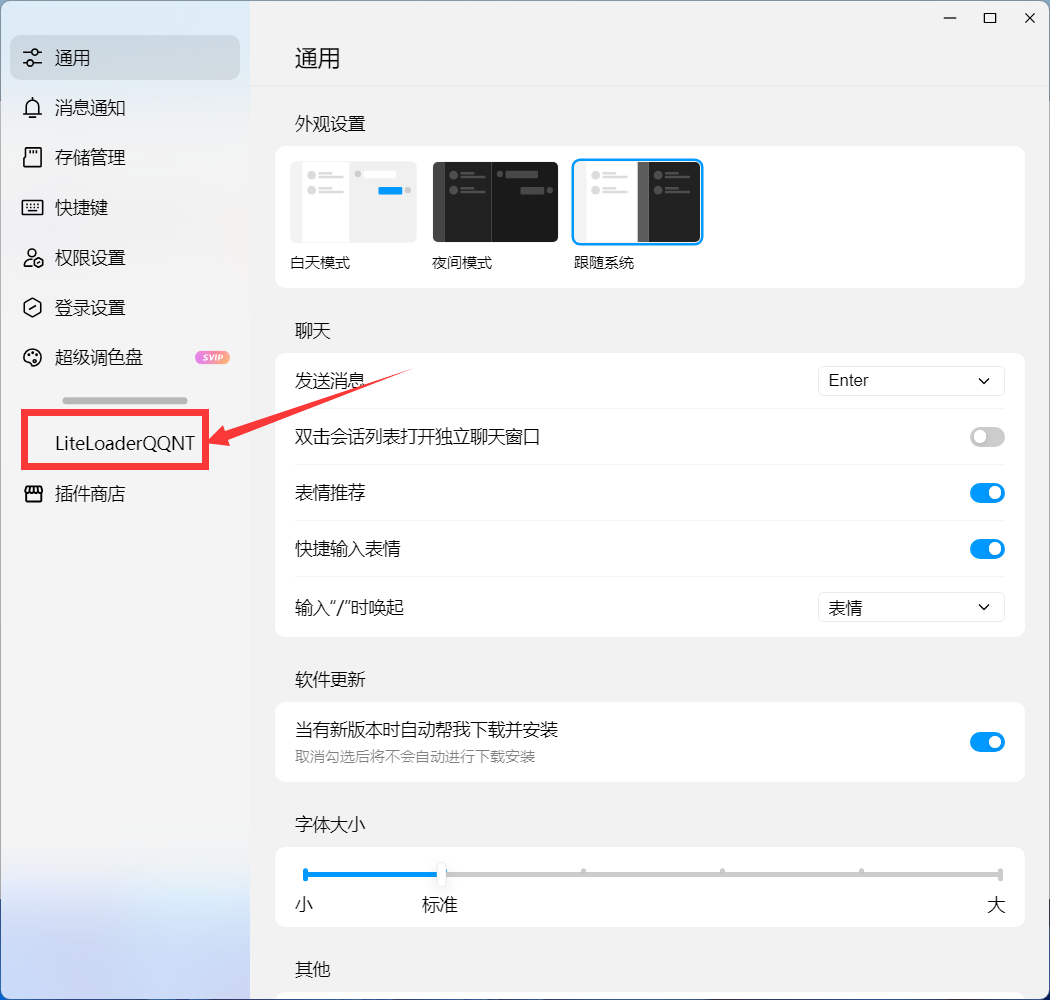 通用
消息通知
存储管理
快捷键
权限设置
登录设置
超级调色盘 SVIP
LiteLoaderQQNT
插件商店
通用
外观设置
白天模式 夜间模式 跟随系统
聊天
发送消息 Enter
双击会话列表打开独立聊天窗口
表情推荐
快捷输入表情
输入“/”时唤起 表情
软件更新
当有新版本时自动帮我下载并安装
取消勾选后将不会自动进行下载安装
字体大小
小 标准 大
其他